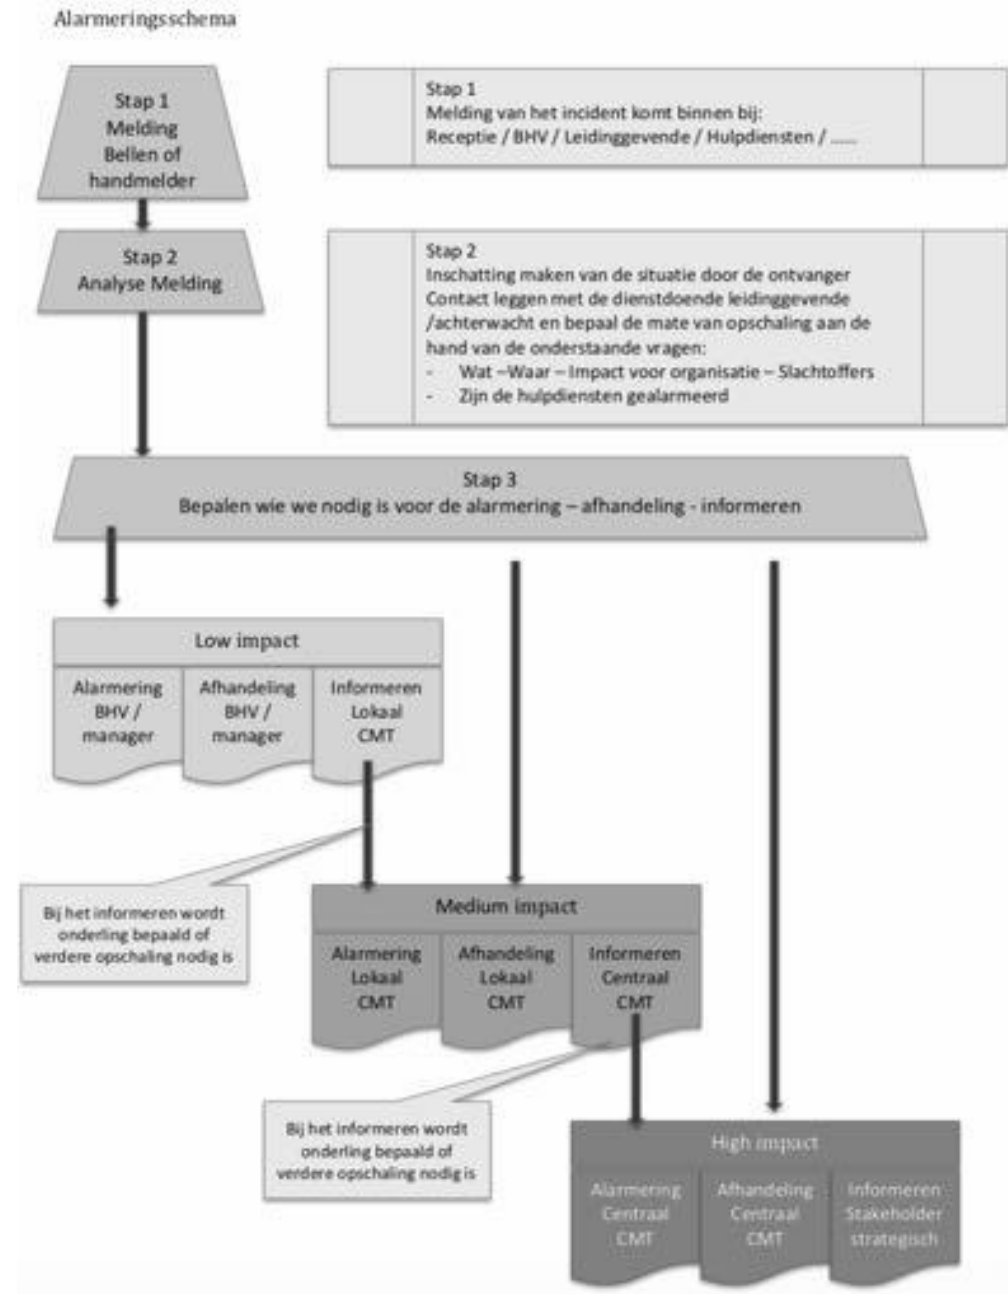 Alarmeringsschema
Stap 1
Melding
Bellen of
handmelder
Stap 1
Melding van het incident komt binnen bij:
Receptie / BHV / Leidinggevende / Hulpdiensten / ......
Stap 2
Analyse Melding
Stap 2
Inschatting maken van de situatie door de ontvanger
Contact leggen met de dienstdoende leidinggevende
/achterwacht en bepaal de mate van opschaling aan de
hand van de onderstaande vragen:
- Wat –Waar – Impact voor organisatie – Slachtoffers
- Zijn de hulpdiensten gealarmeerd
Stap 3
Bepalen wie we nodig is voor de alarmering – afhandeling - informeren
Low impact
Alarmering
BHV /
manager
Afhandeling
BHV /
manager
Informeren
Lokaal
CMT
Bij het informeren wordt
onderling bepaald of
verdere opschaling nodig is
Medium impact
Alarmering
Lokaal
CMT
Afhandeling
Lokaal
CMT
Informeren
Centraal
CMT
Bij het informeren wordt
onderling bepaald of
verdere opschaling nodig is
High impact
Alarmering
Centraal
CMT
Afhandeling
Centraal
CMT
Informeren
Stakeholder
strategisch